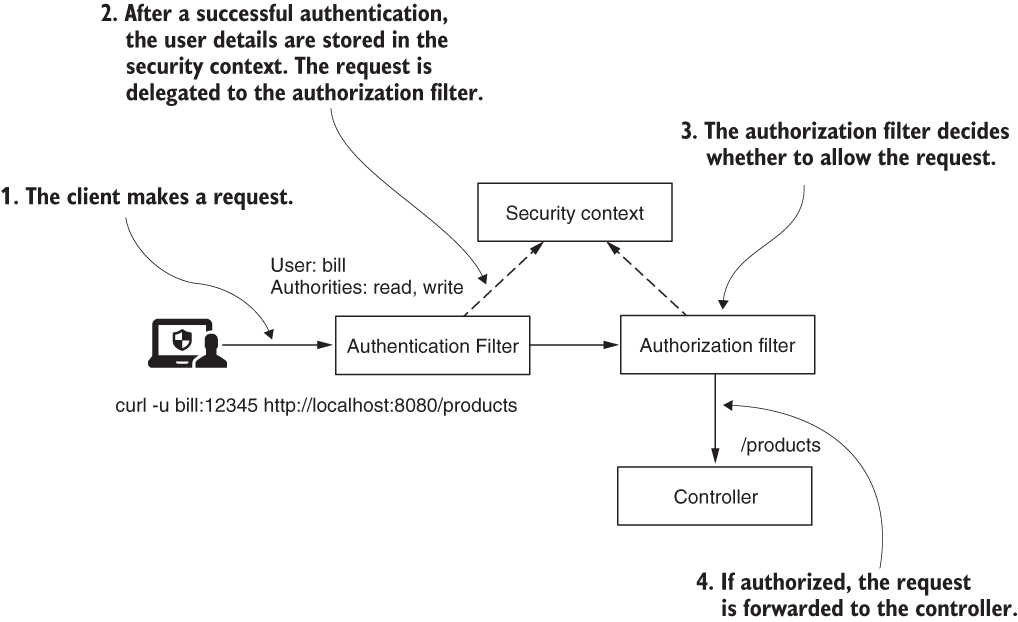 2. After a successful authentication,
the user details are stored in the
security context. The request is
delegated to the authorization filter.
3. The authorization filter decides
whether to allow the request.
1. The client makes a request.
Security context
User: bill
Authorities: read, write
Authentication Filter
Authorization filter
curl -u bill:12345 http://localhost:8080/products
/products
Controller
4. If authorized, the request
is forwarded to the controller.